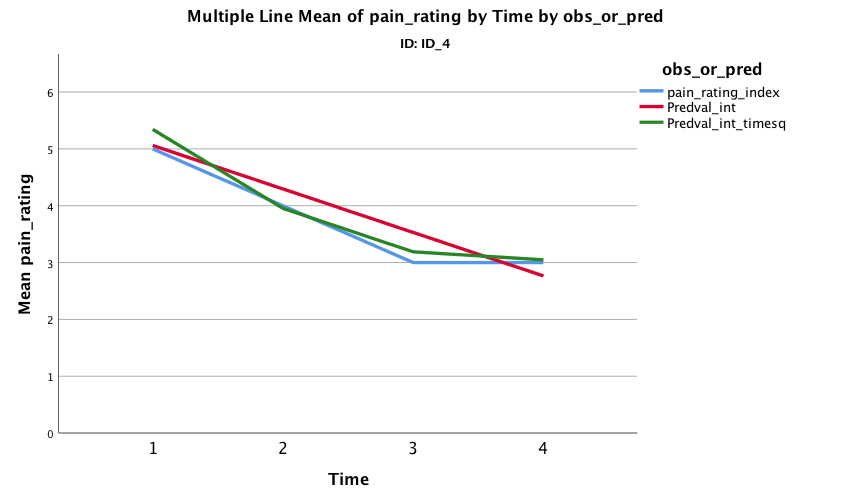 Multiple Line Mean of pain_rating by Time by obs_or_pred
ID: ID_4
obs_or_pred
pain_rating_index
Predval_int
Predval_int_timesq
Mean pain_rating
6
5
4
3
2
1
0
1 2 3 4
Time